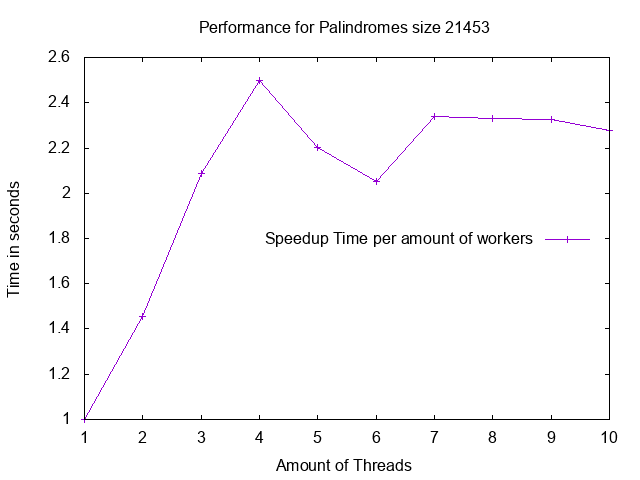 Performance for Palindromes size 21453
2.6
2.4
2.2
2
1.8
1.6
1.4
1.2
1
Time in seconds
Speedup Time per amount of workers
1 2 3 4 5 6 7 8 9 10
Amount of Threads